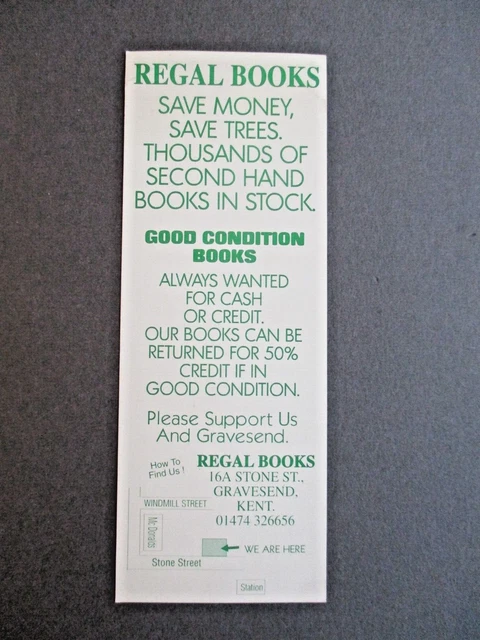 REGAL BOOKS
SAVE MONEY,
SAVE TREES.
THOUSANDS OF
SECOND HAND
BOOKS IN STOCK.
GOOD CONDITION
BOOKS
ALWAYS WANTED
FOR CASH
OR CREDIT.
OUR BOOKS CAN BE
RETURNED FOR 50%
CREDIT IF IN
GOOD CONDITION.
Please Support Us
And Gravesend.
How To
Find Us!
REGAL BOOKS
16A STONE ST.,
GRAVESEND,
KENT.
01474 326656
WINDMILL STREET
Mc Donalds
WE ARE HERE
Stone Street
Station